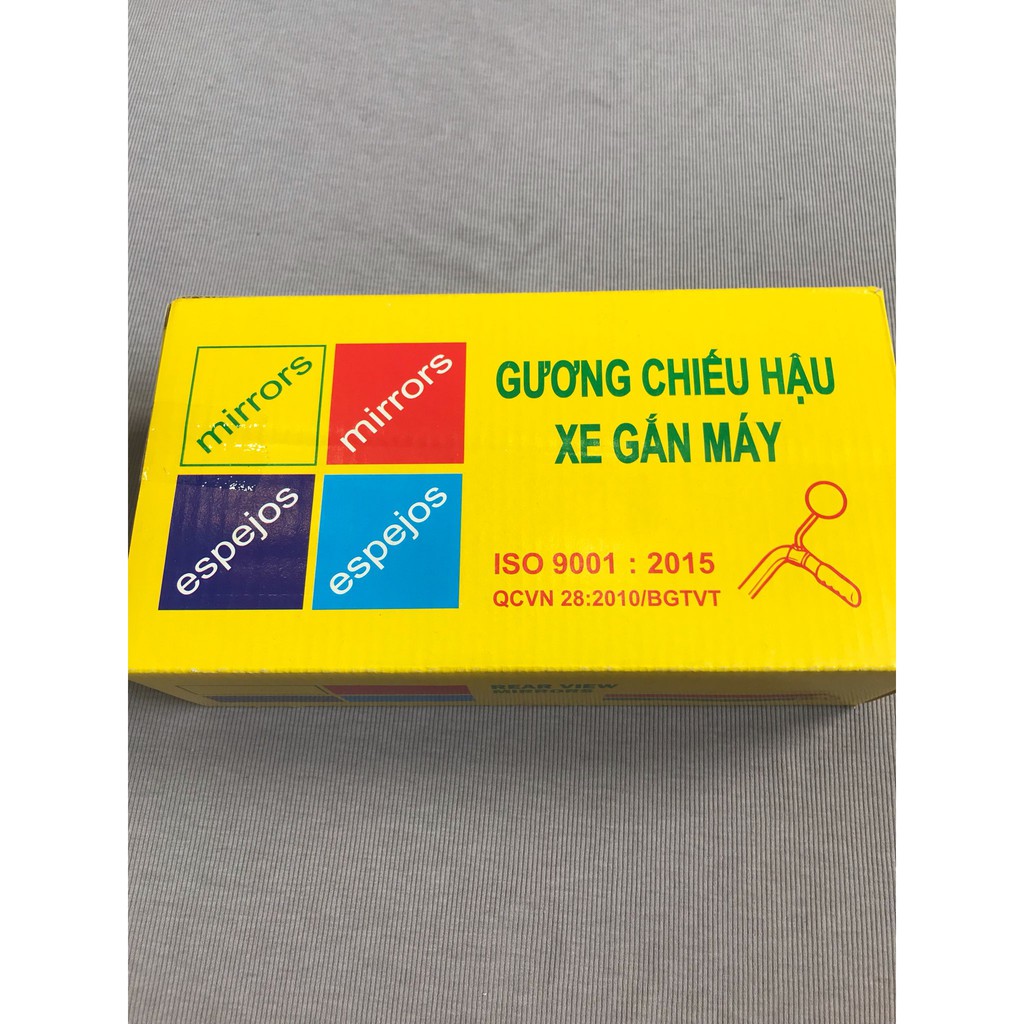 mirrors
mirrors
espejos
espejos
GƯƠNG CHIẾU HẬU
XE GẮN MÁY
ISO 9001 : 2015
QCVN 28:2010/BGTVT
REAR VIEW
MIRRORS